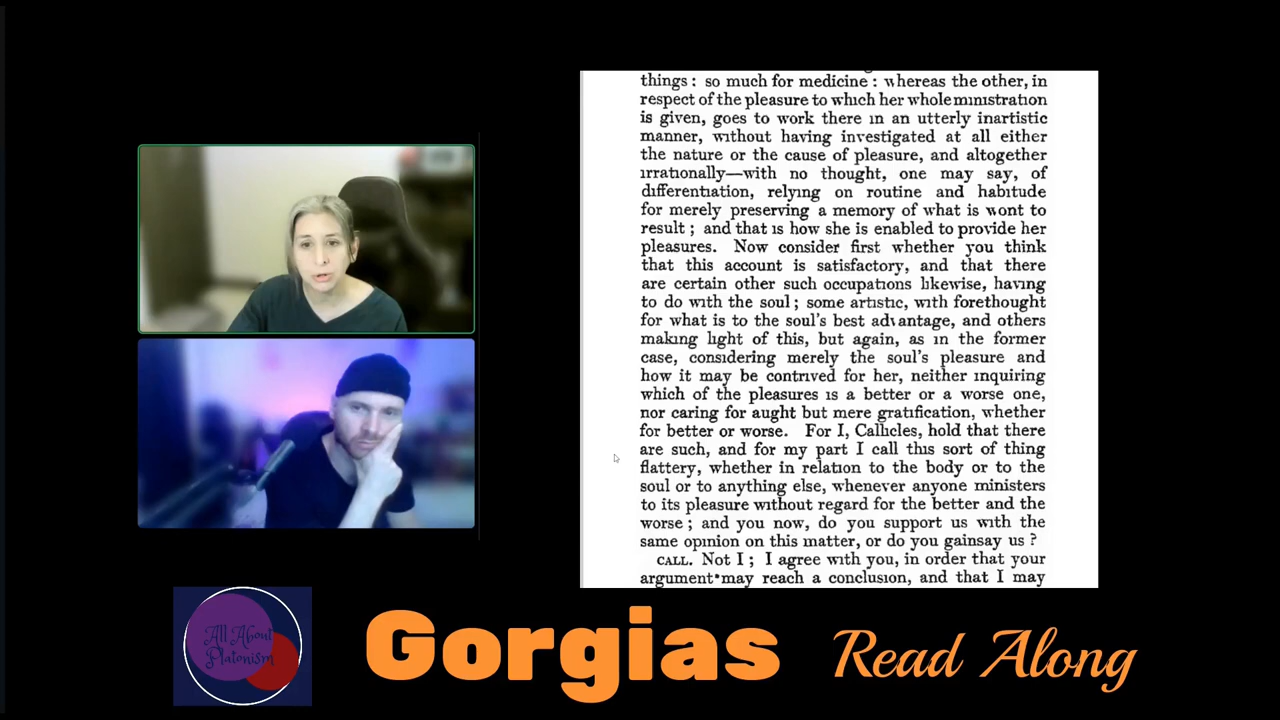 things: so much for medicine: whereas the other, in
respect of the pleasure to which her whole ministration
is given, goes to work there in an utterly inartistic
manner, without having investigated at all either
the nature or the cause of pleasure, and altogether
irrationally—with no thought, one may say, of
differentiation, relying on routine and habitude
for merely preserving a memory of what is wont to
result; and that is how she is enabled to provide her
pleasures. Now consider first whether you think
that this account is satisfactory, and that there
are certain other such occupations likewise, having
to do with the soul; some artistic, with forethought
for what is to the soul's best advantage, and others
making light of this, but again, as in the former
case, considering merely the soul's pleasure and
how it may be contrived for her, neither inquiring
which of the pleasures is a better or a worse one,
nor caring for aught but mere gratification, whether
for better or worse. For I, Callicles, hold that there
are such, and for my part I call this sort of thing
flattery, whether in relation to the body or to the
soul or to anything else, whenever anyone ministers
to its pleasure without regard for the better and the
worse; and you now, do you support us with the
same opinion on this matter, or do you gainsay us?
CALL. Not I; I agree with you, in order that your
argument may reach a conclusion, and that I may
All About
Platonism
Gorgias Read Along